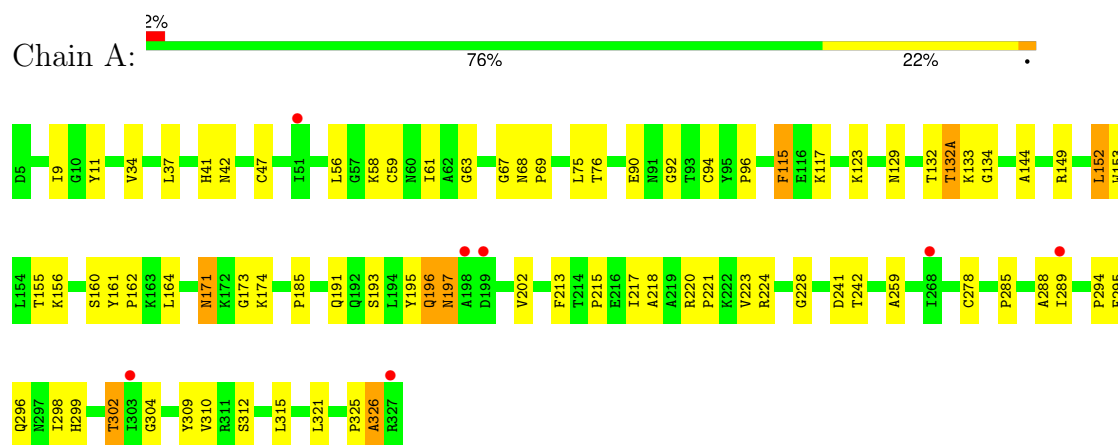 2%
Chain A:
76% 22% •
D5 I9 G10 Y11 V34 L37 H41 N42 C47 I51 L56 G57 K58 C59 N60 I61 A62 G63 G67 N68 P69 L75 T76 E90 N91 G92 T93 C94 Y95 P96 F115 E116 K117 K123 N129 T132 T132A K133 G134 A144 R149 L152 W153
L154 T155 K156 S160 Y161 P162 K163 L164 N171 K172 G173 K174 P185 Q191 Q192 S193 L194 Y195 Q196 N197 A198 D199 V202 F213 T214 P215 E216 I217 A218 A219 R220 P221 K222 V223 R224 G228 D241 T242 A259 I268 C278 P285 A288 I289 P294 E295
Q296 N297 I298 H299 T302 I303 G304 Y309 V310 R311 S312 L315 L321 P325 A326 R327